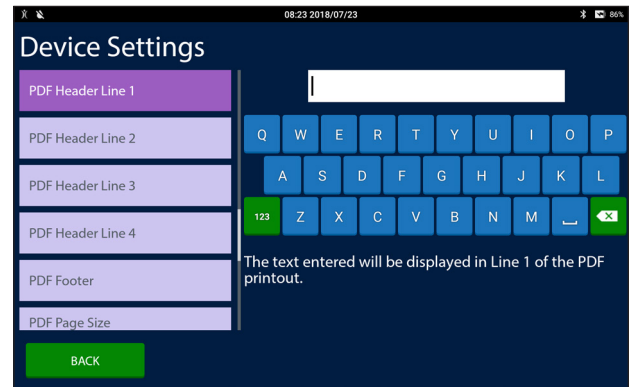 08:23 2018/07/23
86%
Device Settings
PDF Header Line 1
PDF Header Line 2
PDF Header Line 3
PDF Header Line 4
PDF Footer
PDF Page Size
BACK
Q W E R T Y U I O P
A S D F G H J K L
123 Z X C V B N M
The text entered will be displayed in Line 1 of the PDF
printout.